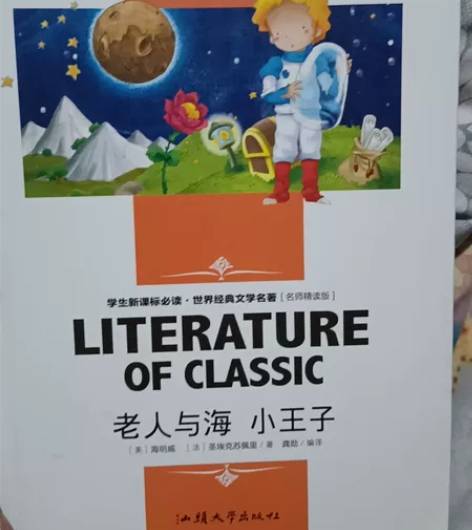 学生新课标必读·世界经典文学名著[名师精读版]
LITERATURE
OF CLASSIC
老人与海 小王子
[美]海明威 [法]圣埃克苏佩里/著 龚勋/编译
汕頭大学出版社